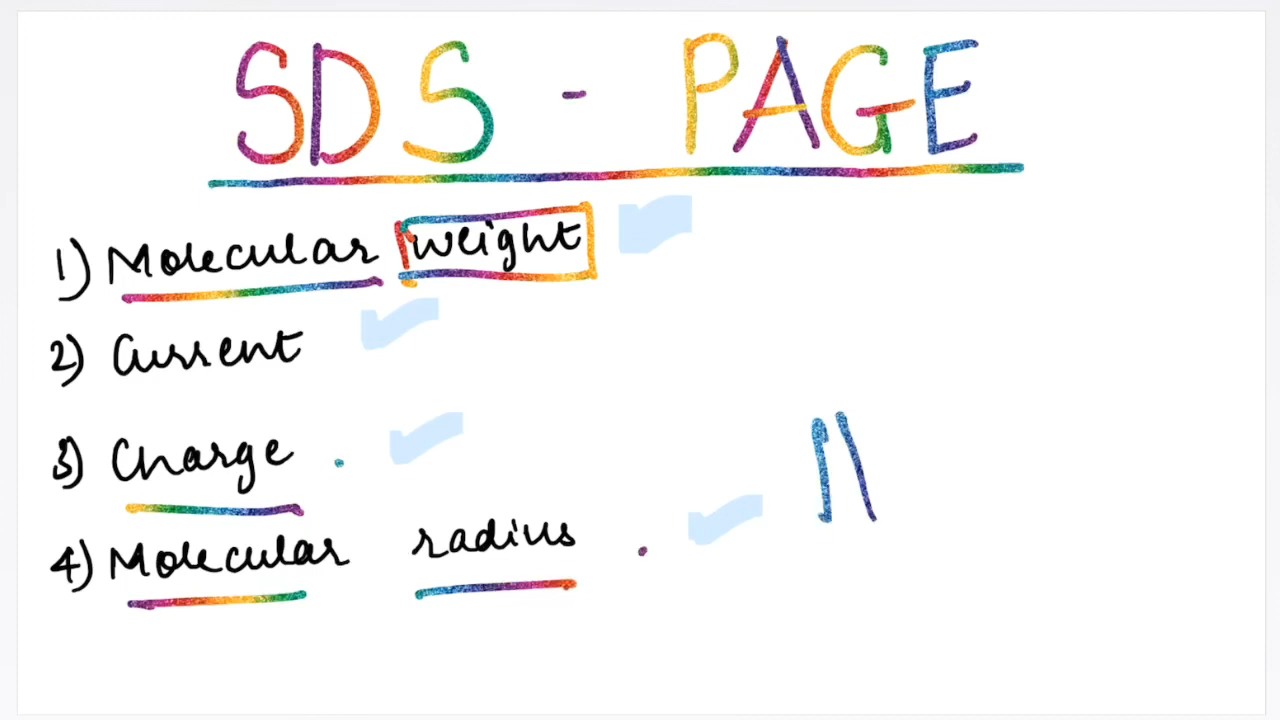 SDS - PAGE
1) Molecular weight
2) Current
3) Charge .
4) Molecular radius .